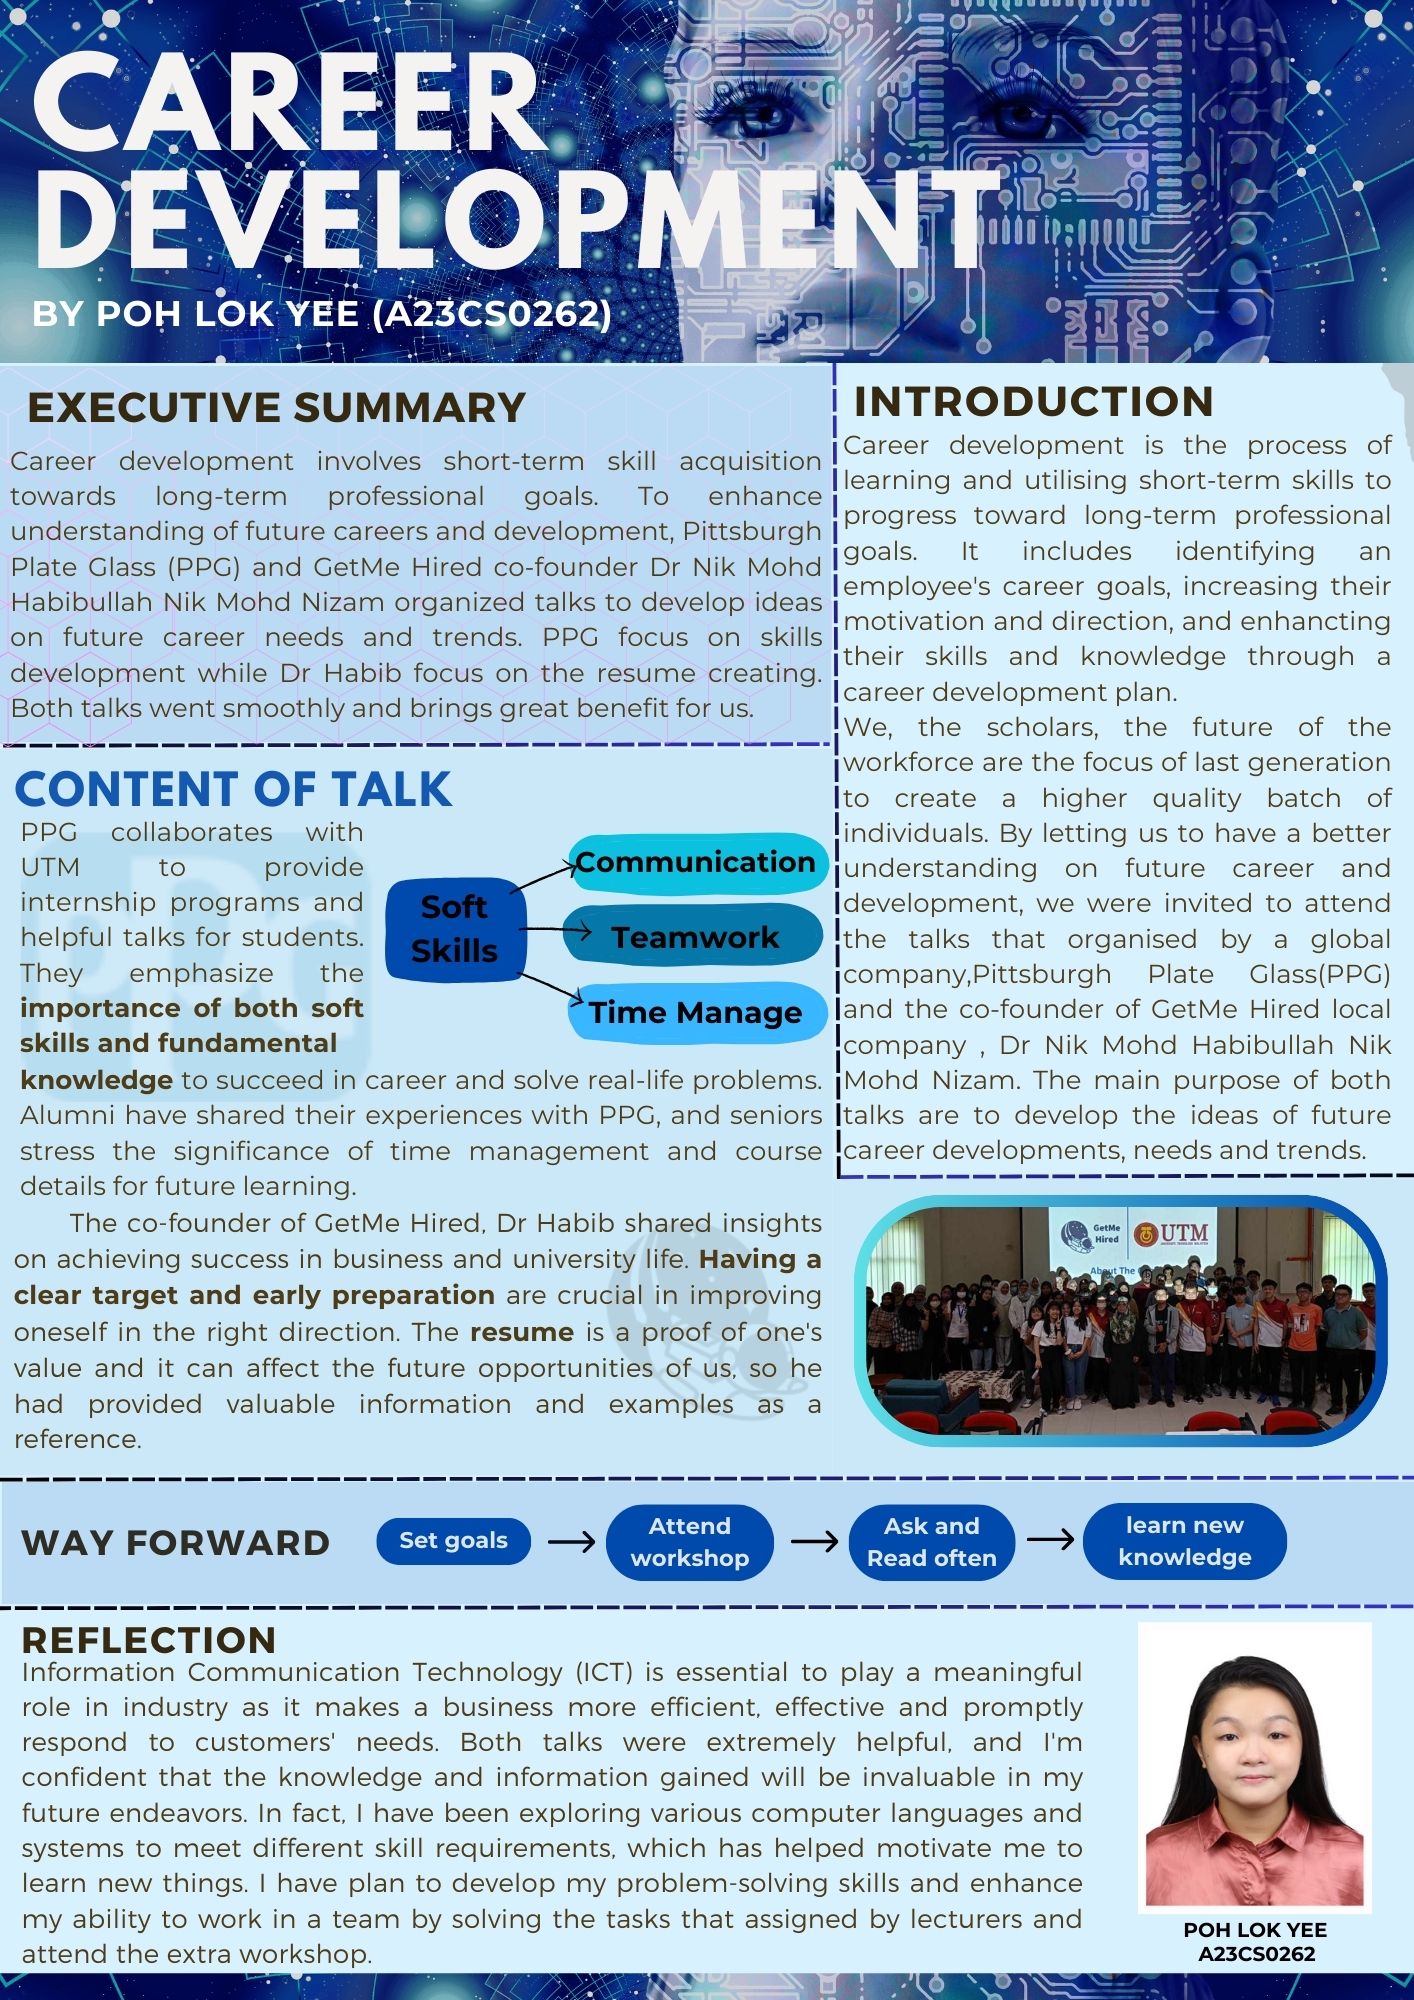 CAREER
DEVELOPMENT
BY POH LOK YEE (A23CS0262)
EXECUTIVE SUMMARY
Career development involves short-term skill acquisition
towards long-term professional goals. To enhance
understanding of future careers and development, Pittsburgh
Plate Glass (PPG) and GetMe Hired co-founder Dr Nik Mohd
Habibullah Nik Mohd Nizam organized talks to develop ideas
on future career needs and trends. PPG focus on skills
development while Dr Habib focus on the resume creating.
Both talks went smoothly and brings great benefit for us.
INTRODUCTION
Career development is the process of
learning and utilising short-term skills to
progress toward long-term professional
goals. It includes identifying an
employee's career goals, increasing their
motivation and direction, and enhancting
their skills and knowledge through a
career development plan.
We, the scholars, the future of the
workforce are the focus of last generation
to create a higher quality batch of
individuals. By letting us to have a better
understanding on future career and
development, we were invited to attend
the talks that organised by a global
company,Pittsburgh Plate Glass(PPG)
and the co-founder of GetMe Hired local
company , Dr Nik Mohd Habibullah Nik
Mohd Nizam. The main purpose of both
talks are to develop the ideas of future
career developments, needs and trends.
CONTENT OF TALK
PPG collaborates with
UTM to provide
internship programs and
helpful talks for students.
They emphasize the
importance of both soft
skills and fundamental
knowledge to succeed in career and solve real-life problems.
Alumni have shared their experiences with PPG, and seniors
stress the significance of time management and course
details for future learning.
Soft
Skills
Communication
Teamwork
Time Manage
PPG
The co-founder of GetMe Hired, Dr Habib shared insights
on achieving success in business and university life. Having a
clear target and early preparation are crucial in improving
oneself in the right direction. The resume is a proof of one's
value and it can affect the future opportunities of us, so he
had provided valuable information and examples as a
reference.
GetMe
Hired
UTM
About The
WAY FORWARD
Set goals
Attend
workshop
Ask and
Read often
learn new
knowledge
REFLECTION
Information Communication Technology (ICT) is essential to play a meaningful
role in industry as it makes a business more efficient, effective and promptly
respond to customers' needs. Both talks were extremely helpful, and I'm
confident that the knowledge and information gained will be invaluable in my
future endeavors. In fact, I have been exploring various computer languages and
systems to meet different skill requirements, which has helped motivate me to
learn new things. I have plan to develop my problem-solving skills and enhance
my ability to work in a team by solving the tasks that assigned by lecturers and
attend the extra workshop.
POH LOK YEE
A23CS0262